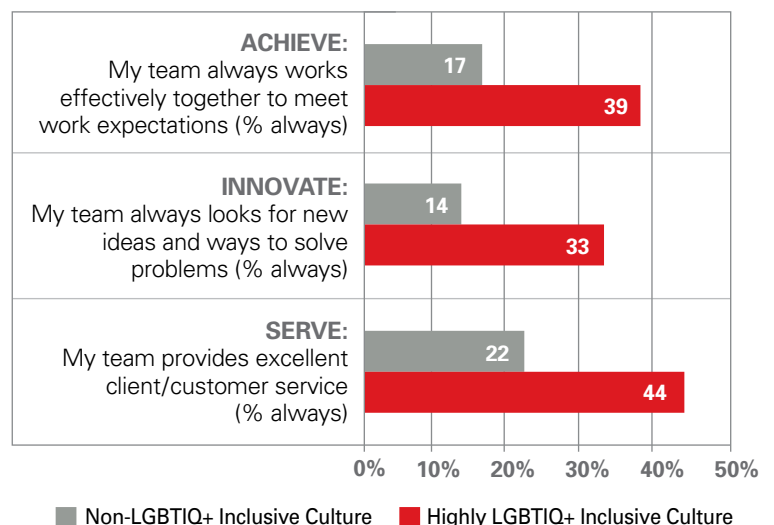 ACHIEVE:
My team always works
effectively together to meet
work expectations (% always)
17
39
INNOVATE:
My team always looks for new
ideas and ways to solve
problems (% always)
14
33
SERVE:
My team provides excellent
client/customer service
(% always)
22
44
0% 10% 20% 30% 40% 50%
Non-LGBTIQ+ Inclusive Culture Highly LGBTIQ+ Inclusive Culture